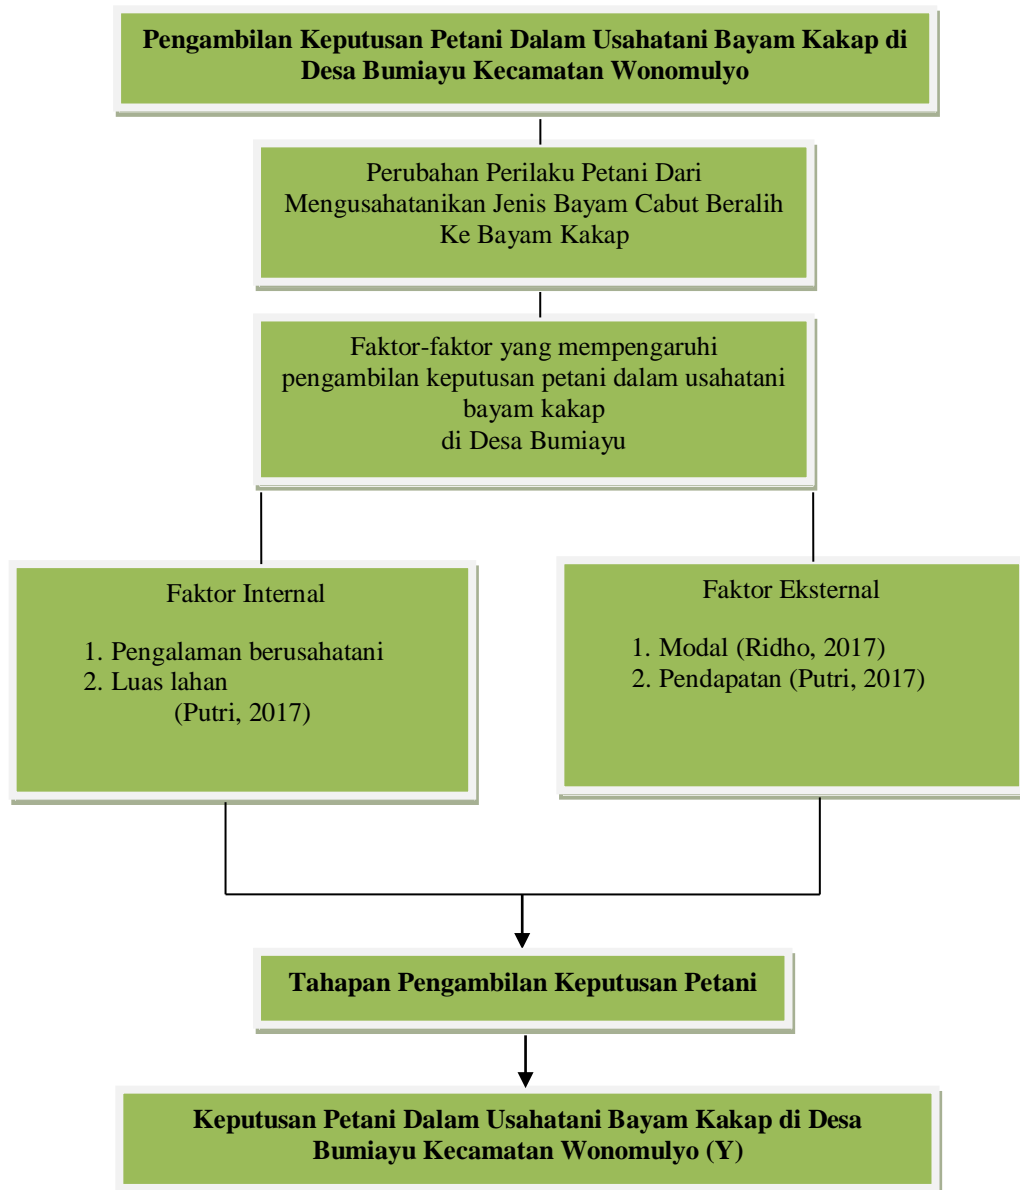 Pengambilan Keputusan Petani Dalam Usahatani Bayam Kakap di
Desa Bumiayu Kecamatan Wonomulyo
Perubahan Perilaku Petani Dari
Mengusahatanikan Jenis Bayam Cabut Beralih
Ke Bayam Kakap
Faktor-faktor yang mempengaruhi
pengambilan keputusan petani dalam usahatani
bayam kakap
di Desa Bumiayu
Faktor Internal
1. Pengalaman berusahatani
2. Luas lahan
(Putri, 2017)
Faktor Eksternal
1. Modal (Ridho, 2017)
2. Pendapatan (Putri, 2017)
Tahapan Pengambilan Keputusan Petani
Keputusan Petani Dalam Usahatani Bayam Kakap di Desa
Bumiayu Kecamatan Wonomulyo (Y)